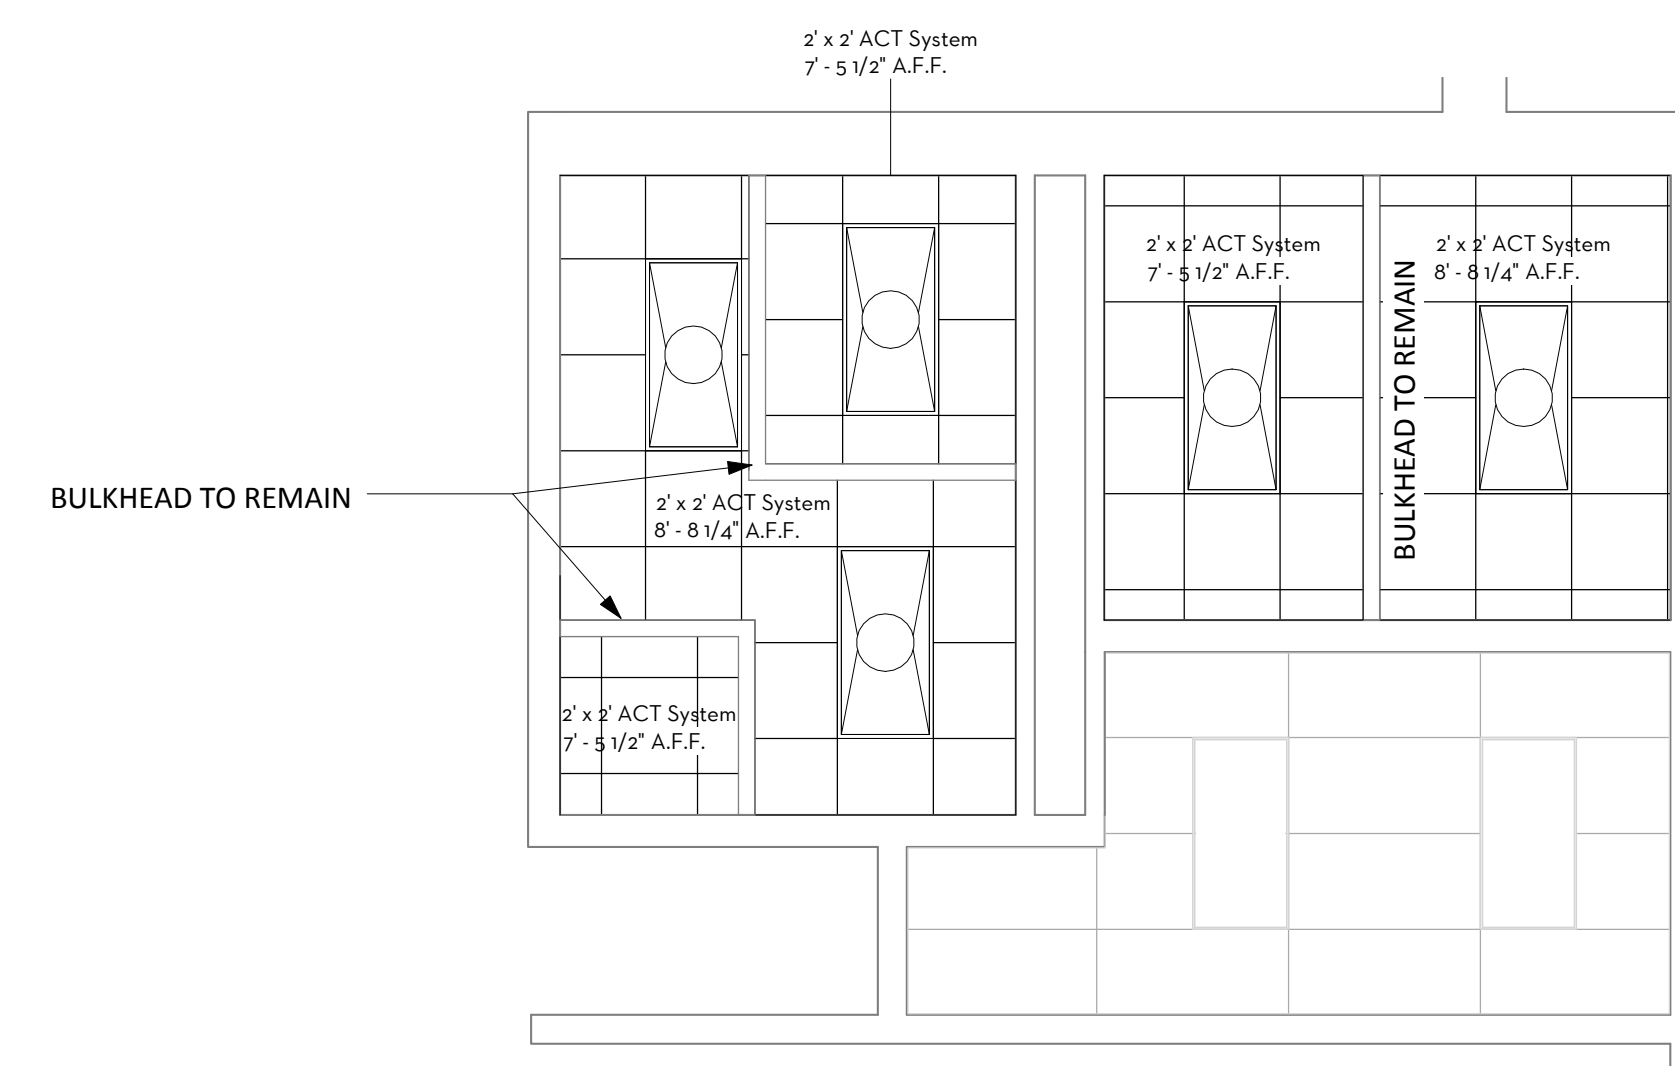 2' x 2' ACT System
7' - 5 1/2" A.F.F.
2' x 2' ACT System
7' - 5 1/2" A.F.F.
2' x 2' ACT System
8' - 8 1/4" A.F.F.
BULKHEAD TO REMAIN
BULKHEAD TO REMAIN
2' x 2' ACT System
8' - 8 1/4" A.F.F.
2' x 2' ACT System
7' - 5 1/2" A.F.F.